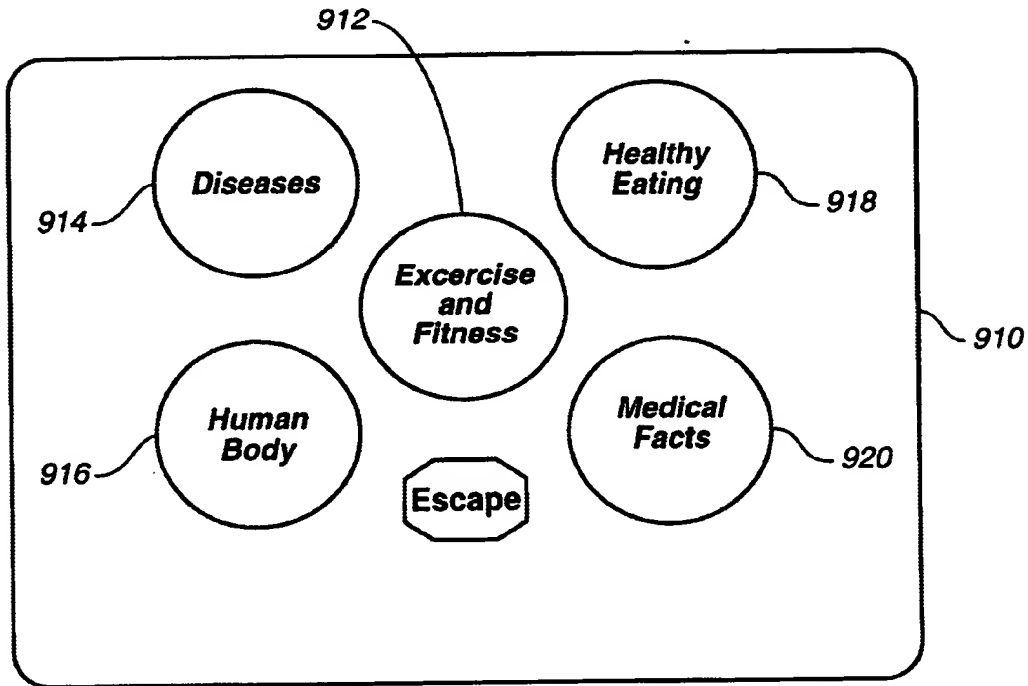 912
Diseases
Healthy
Eating
914
918
Excercise
and
Fitness
910
Human
Body
Medical
Facts
916
920
Escape